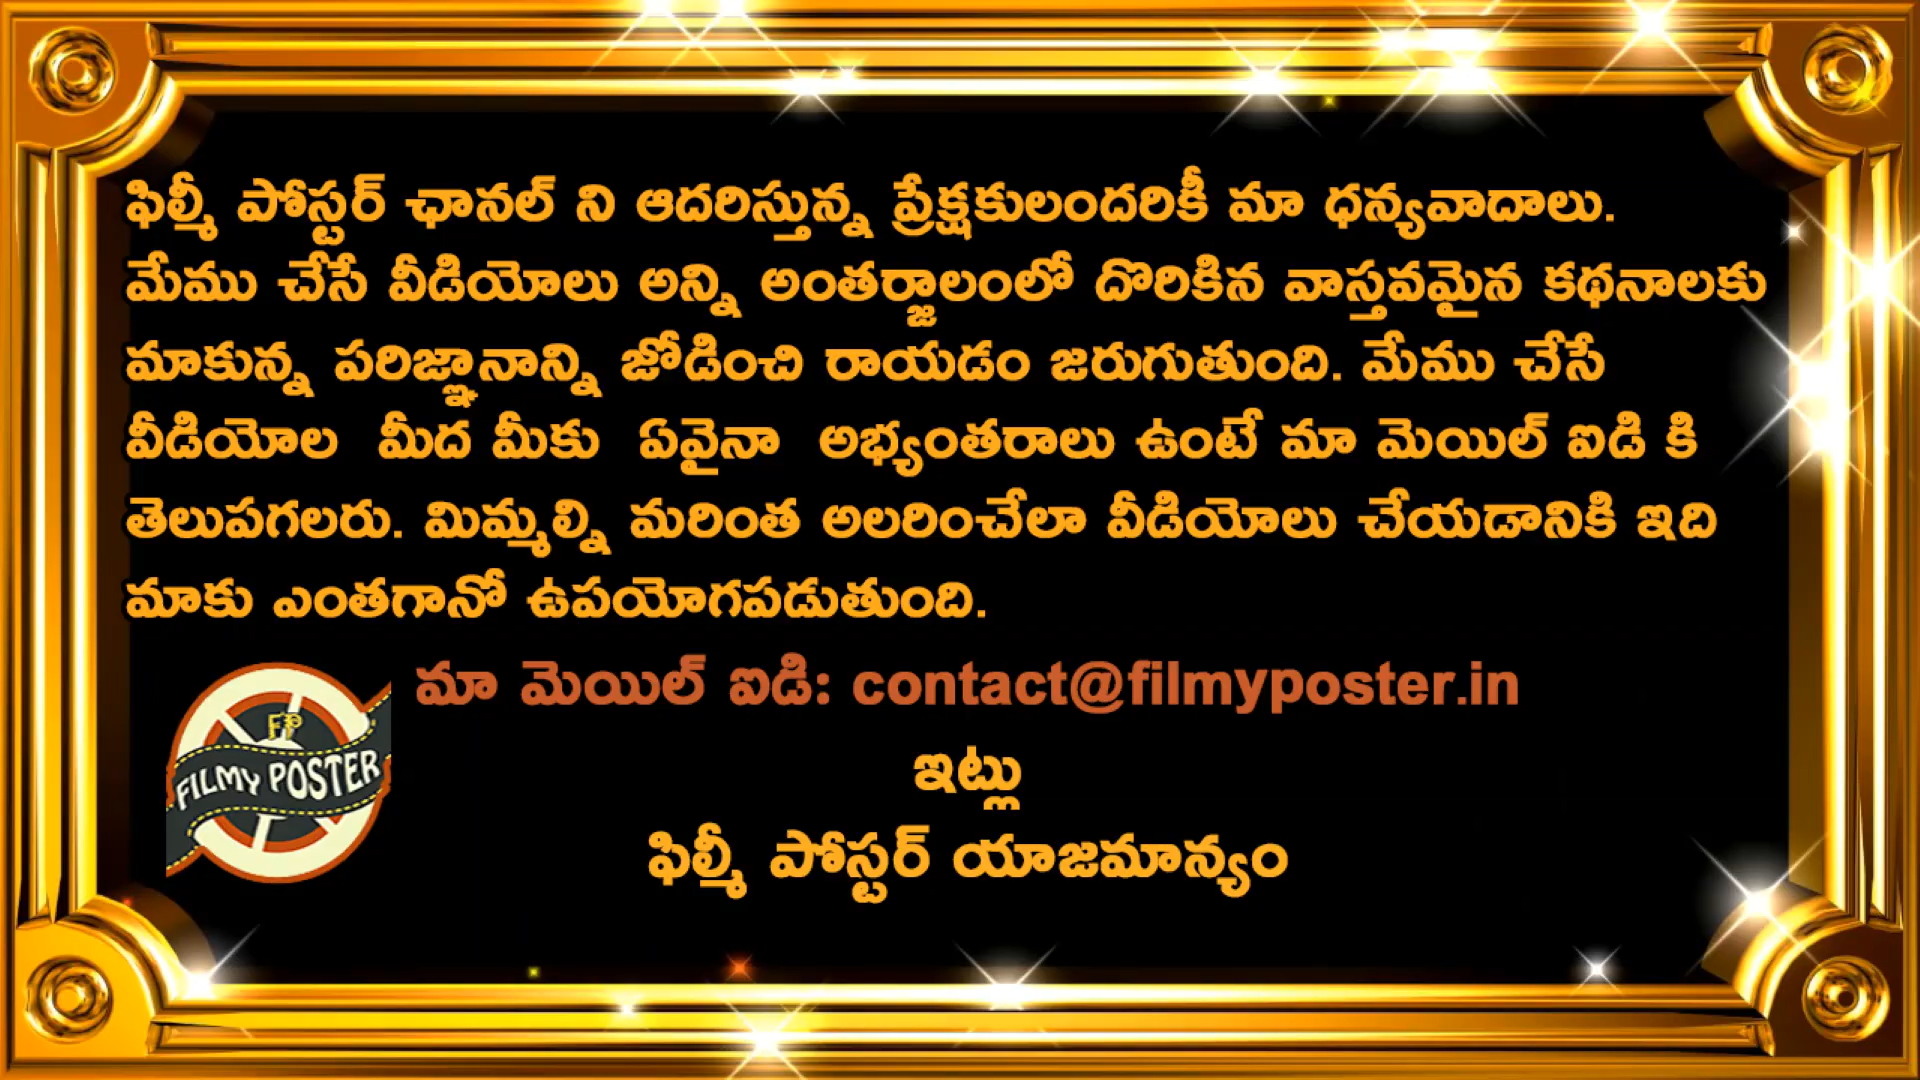 ఫిల్మీ పోస్టర్ ఛానల్ ని ఆదరిస్తున్న ప్రేక్షకులందరికీ మా ధన్యవాదాలు.
మేము చేసే వీడియోలు అన్ని అంతర్జాలంలో దొరికిన వాస్తవమైన కథనాలకు
మాకున్న పరిజ్ఞానాన్ని జోడించి రాయడం జరుగుతుంది. మేము చేసే
వీడియోల మీద మీకు ఏవైనా అభ్యంతరాలు ఉంటే మా మెయిల్ ఐడి కి
తెలుపగలరు. మిమ్మల్ని మరింత అలరించేలా వీడియోలు చేయడానికి ఇది
మాకు ఎంతగానో ఉపయోగపడుతుంది.
మా మెయిల్ ఐడి: contact@filmyposter.in
FP
FILMY POSTER
ఇట్లు
ఫిల్మీ పోస్టర్ యాజమాన్యం